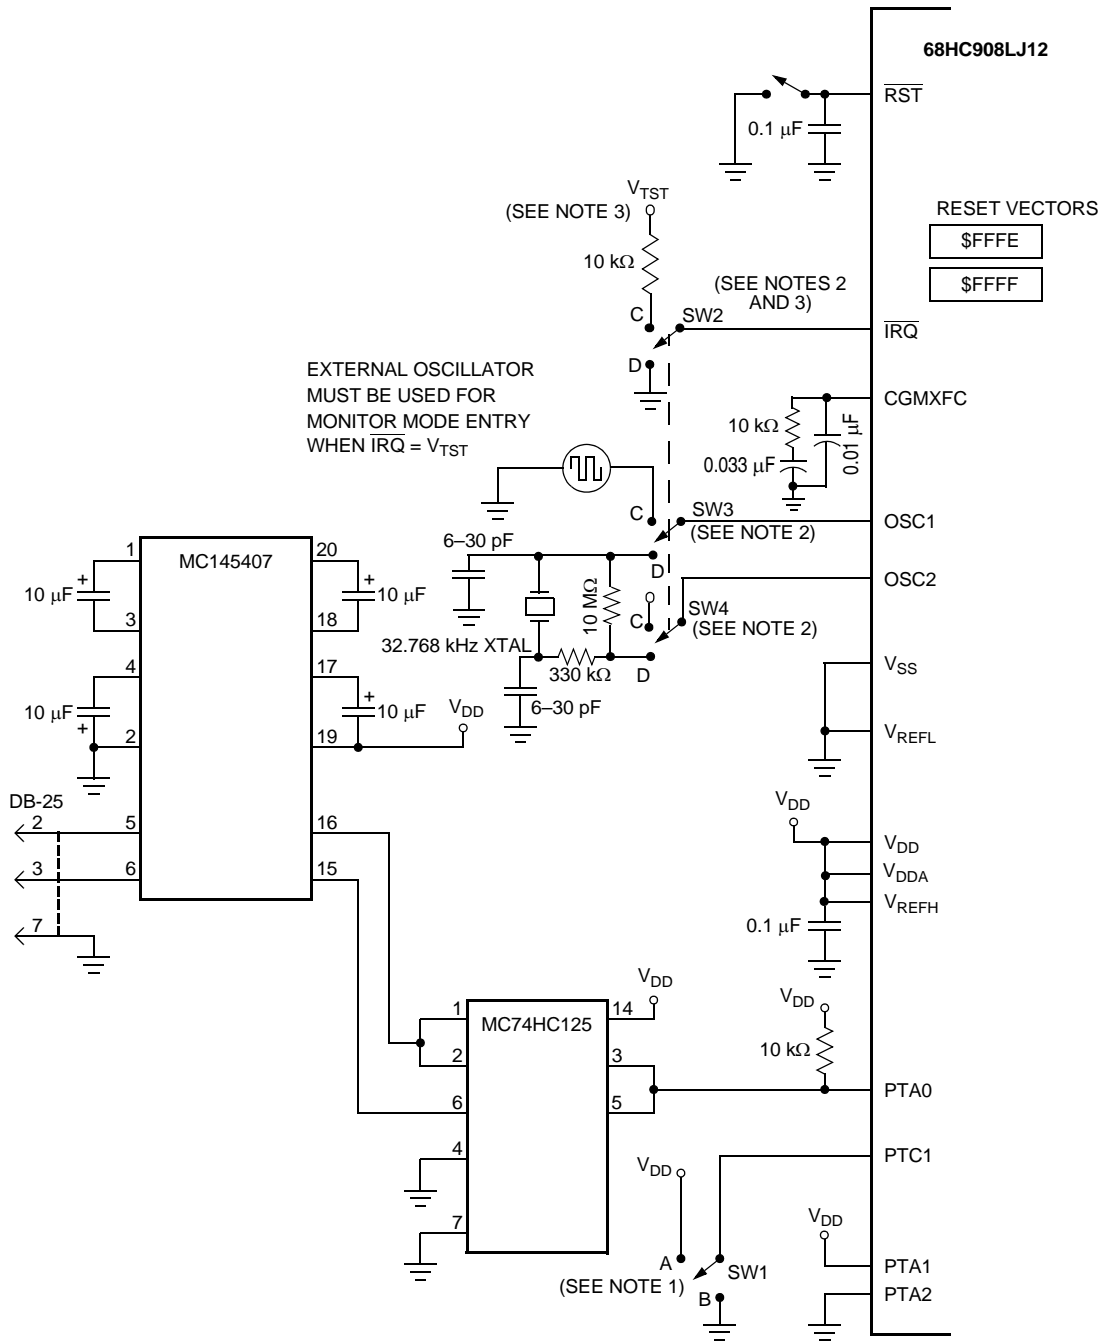 68HC908LJ12
RST
0.1 μF
RESET VECTORS
$FFFE
$FFFF
VTST
(SEE NOTE 3)
10 kΩ
(SEE NOTES 2
AND 3)
C
SW2
IRQ
D
EXTERNAL OSCILLATOR
MUST BE USED FOR
MONITOR MODE ENTRY
WHEN IRQ = VTST
CGMXFC
10 kΩ
0.033 μF
0.01 μF
C
SW3
OSC1
(SEE NOTE 2)
D
6–30 pF
OSC2
10 MΩ
C
SW4
(SEE NOTE 2)
32.768 kHz XTAL
330 kΩ
D
6–30 pF
MC145407
1
20
10 μF
+
+
10 μF
3
18
4
17
10 μF
+
+
10 μF
2
19
VDD
VSS
VREFL
DB-25
2
5
16
3
6
15
7
VDD
VDD
VDDA
VREFH
0.1 μF
MC74HC125
1
14
VDD
2
3
6
5
4
7
VDD
10 kΩ
PTA0
VDD
PTC1
A
SW1
(SEE NOTE 1)
B
VDD
PTA1
PTA2